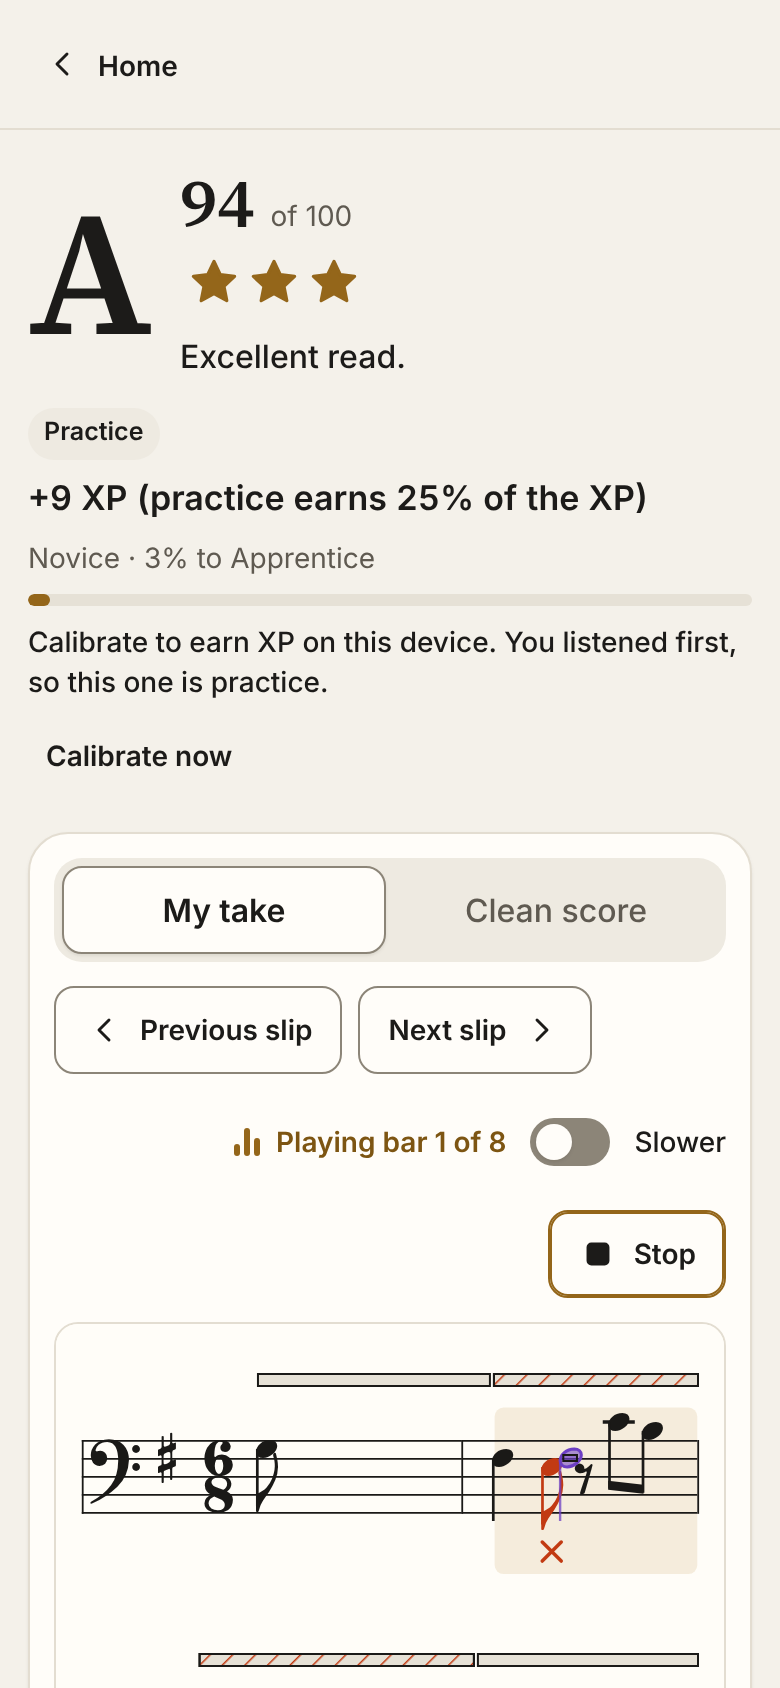 Home
A
94 of 100
Excellent read.
Practice
+9 XP (practice earns 25% of the XP)
Novice · 3% to Apprentice
Calibrate to earn XP on this device. You listened first,
so this one is practice.
Calibrate now
My take
Clean score
Previous slip
Next slip
Playing bar 1 of 8
Slower
Stop
6
8